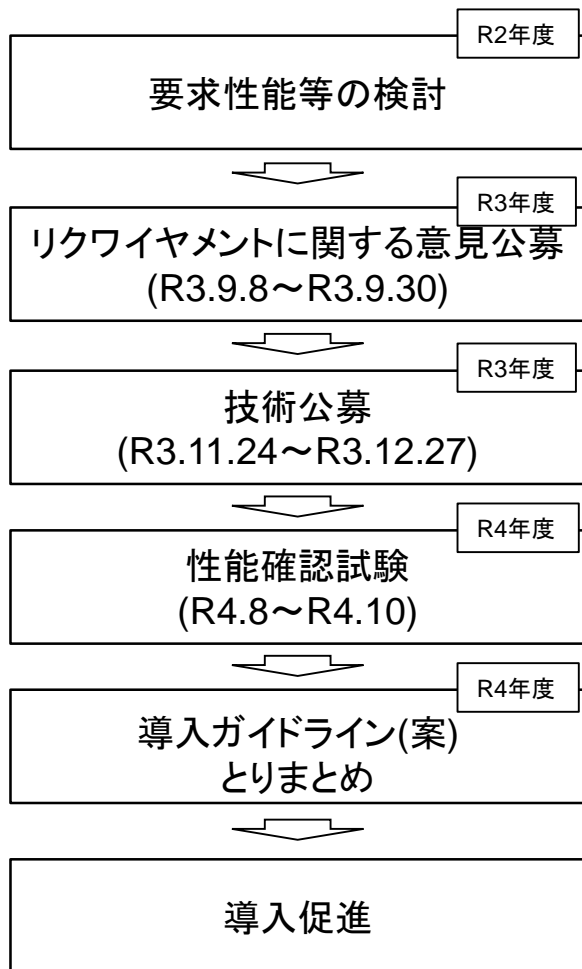 R2年度
要求性能等の検討
R3年度
リクワイヤメントに関する意見公募
(R3.9.8～R3.9.30)
R3年度
技術公募
(R3.11.24～R3.12.27)
R4年度
性能確認試験
(R4.8～R4.10)
R4年度
導入ガイドライン(案)
とりまとめ
導入促進